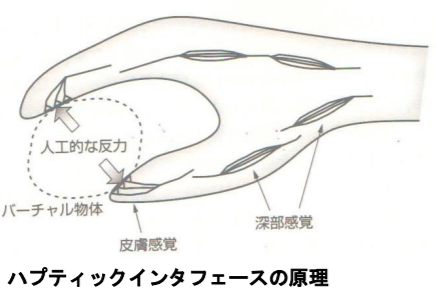 人工的な反力
バーチャル物体
深部感覚
皮膚感覚
ハプティックインタフェースの原理